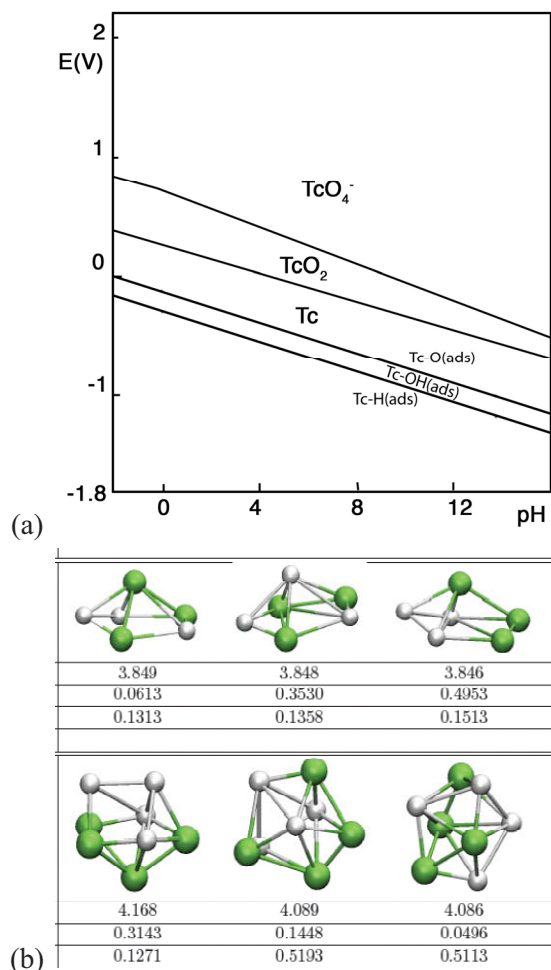 2
E(V)
1
TcO4-
TcO2
0
Tc
Tc-O(ads)
Tc-OH(ads)
-1
Tc-H(ads)
-1.8
0 4 8 12 pH
(a)
3.849 3.848 3.846
0.0613 0.3530 0.4953
0.1313 0.1358 0.1513
4.168 4.089 4.086
0.3143 0.1448 0.0496
0.1271 0.5193 0.5113
(b)